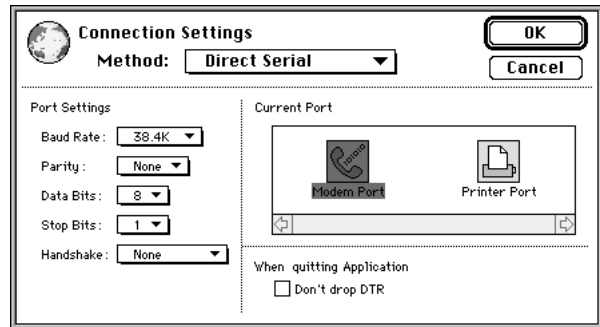 Connection Settings
OK
Method: Direct Serial
Cancel
Port Settings
Baud Rate: 38.4K
Parity: None
Data Bits: 8
Stop Bits: 1
Handshake: None
Current Port
Modem Port
Printer Port
When quitting Application
Don't drop DTR